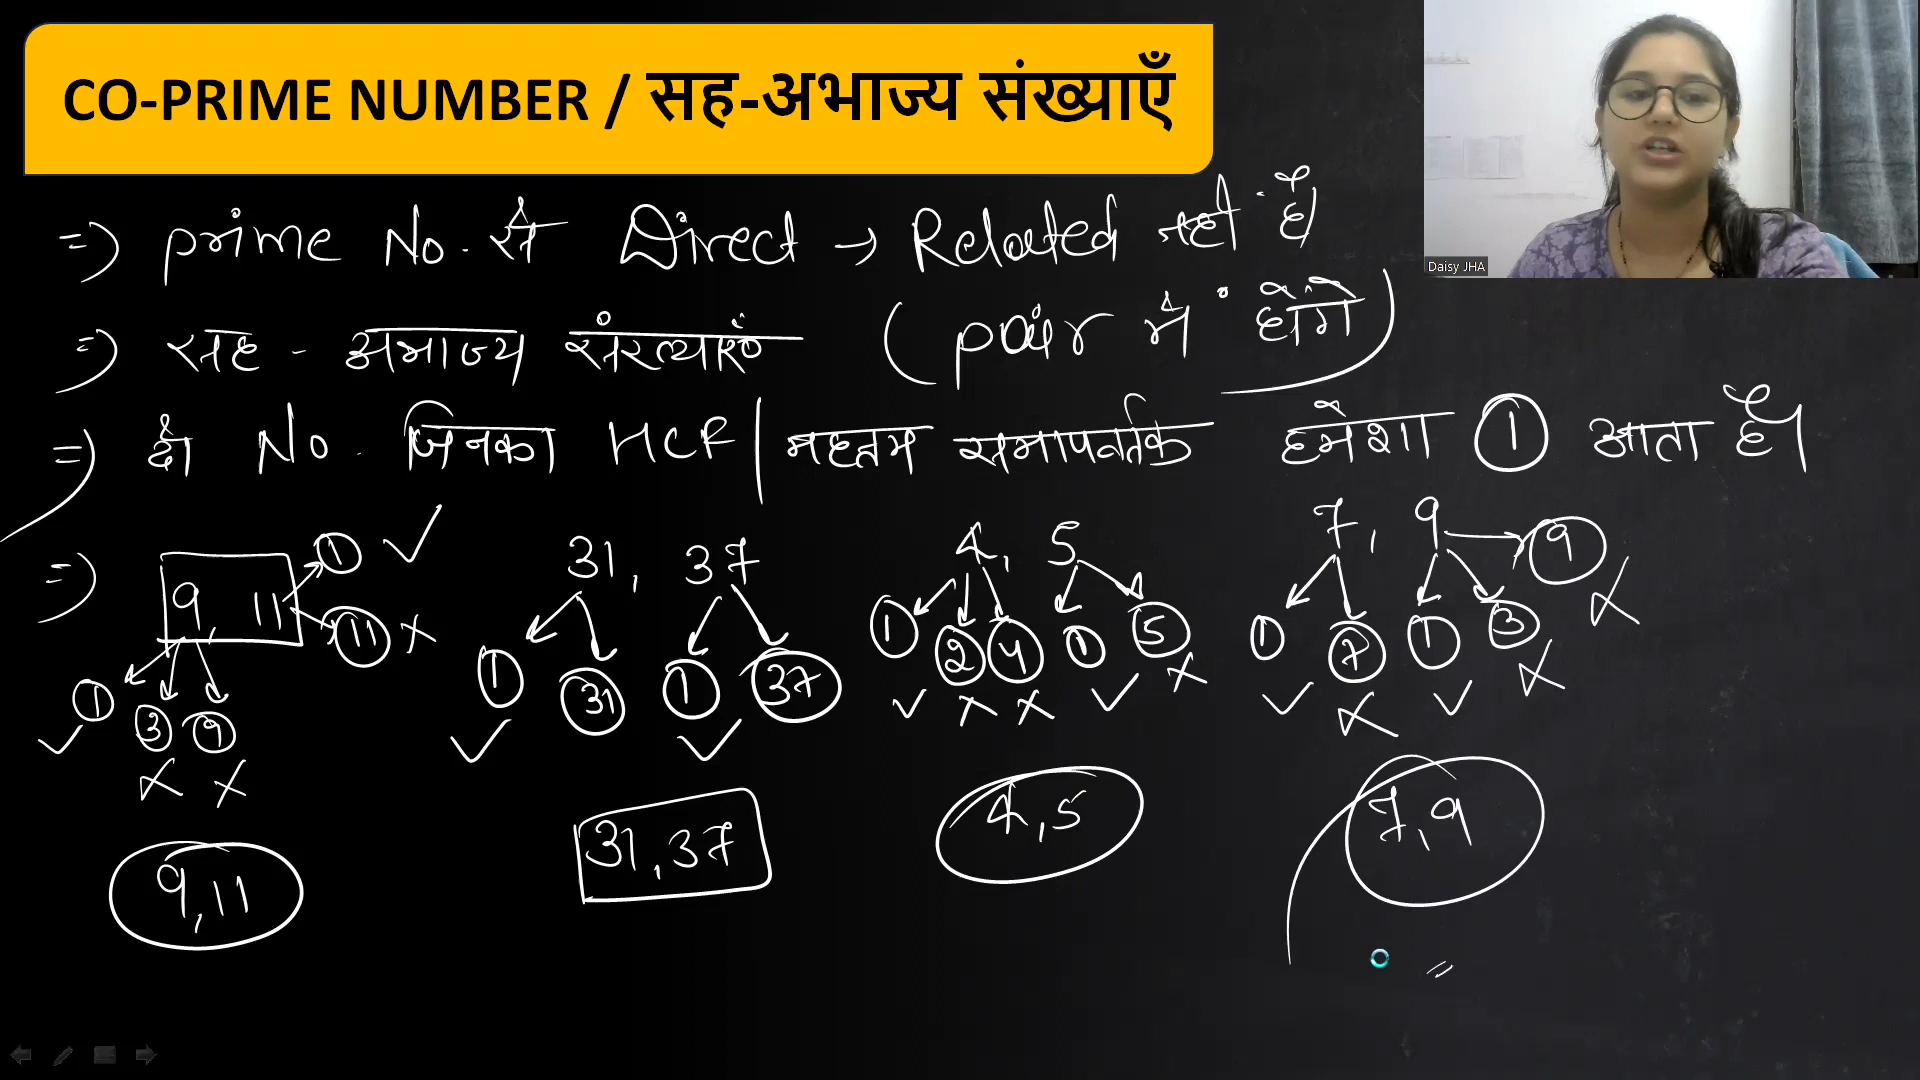 CO-PRIME NUMBER / सह-अभाज्य संख्याएँ
Daisy JHA
=> prime No. से Direct → Related नहीं है
=> सह - अभाज्य संख्याएं (pair में होंगे)
=> दो No. जिनका HCF | महत्तम समापवर्तक हमेशा 1 आता है।
=> 9, 11 1 ✓ 11 ×
1 ✓ 3 × 9 ×
31, 37
1 ✓ 31 1 ✓ 37
4, 5
1 ✓ 2 × 4 × 1 ✓ 5 ×
7, 9 → 9 ×
1 ✓ 7 × 1 ✓ 3 ×
9, 11
31, 37
4, 5
7, 9
=